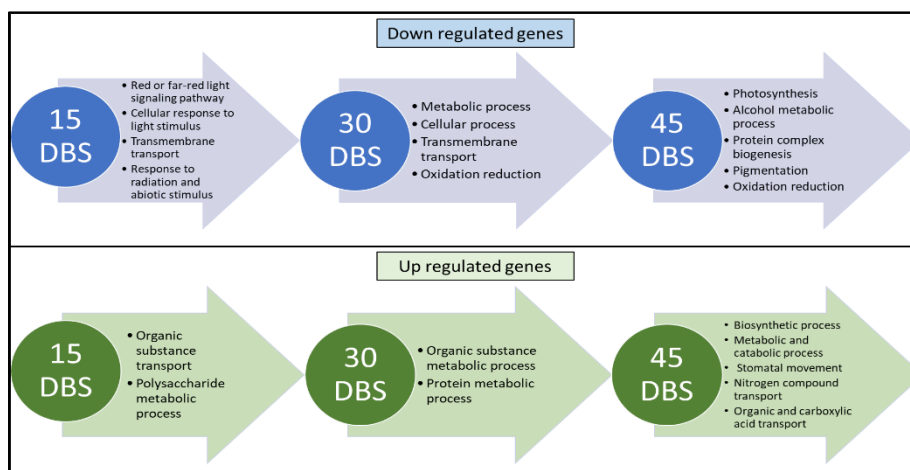 Down regulated genes
15
DBS
• Red or far-red light
signaling pathway
• Cellular response to
light stimulus
• Transmembrane
transport
• Response to
radiation and
abiotic stimulus
30
DBS
• Metabolic process
• Cellular process
• Transmembrane
transport
• Oxidation reduction
45
DBS
• Photosynthesis
• Alcohol metabolic
process
• Protein complex
biogenesis
• Pigmentation
• Oxidation reduction
Up regulated genes
15
DBS
• Organic
substance
transport
• Polysaccharide
metabolic
process
30
DBS
• Organic substance
metabolic process
• Protein metabolic
process
45
DBS
• Biosynthetic process
• Metabolic and
catabolic process
• Stomatal movement
• Nitrogen compound
transport
• Organic and carboxylic
acid transport